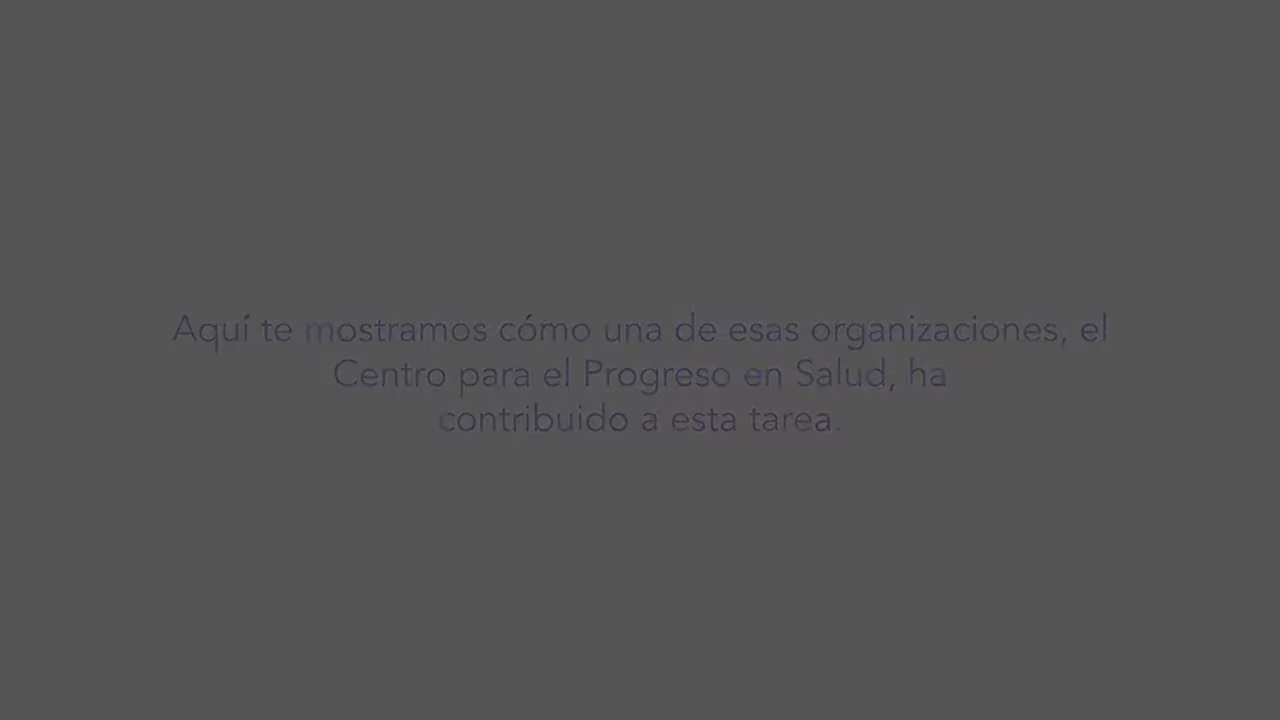 Aquí te mostramos cómo una de esas organizaciones, el
Centro para el Progreso en Salud, ha
contribuido a esta tarea.